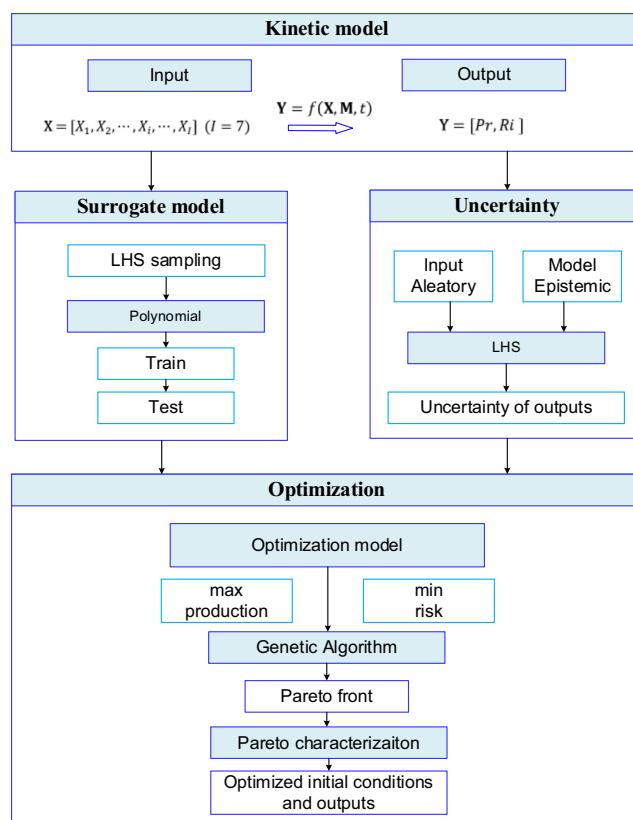 Kinetic model
Input
Output
𝐘 = f(𝐗, 𝐌, t)
𝐗 = [X₁, X₂, ⋯, Xᵢ, ⋯, X_I] (I = 7)
𝐘 = [Pr, Ri ]
Surrogate model
LHS sampling
Polynomial
Train
Test
Uncertainty
Input
Aleatory
Model
Epistemic
LHS
Uncertainty of outputs
Optimization
Optimization model
max
production
min
risk
Genetic Algorithm
Pareto front
Pareto characterizaiton
Optimized initial conditions
and outputs